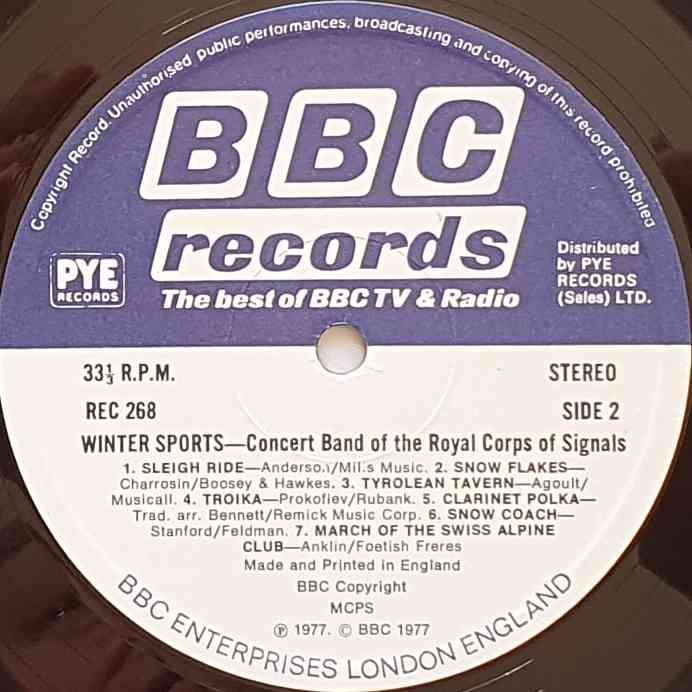 Copyright Record. Unauthorised public performances, broadcasting and copying of this record prohibited
BBC
records
The best of BBC TV & Radio
PYE
RECORDS
Distributed
by PYE
RECORDS
(Sales) LTD.
33⅓ R.P.M.
STEREO
REC 268
SIDE 2
WINTER SPORTS—Concert Band of the Royal Corps of Signals
1. SLEIGH RIDE—Anderson/Mills Music. 2. SNOW FLAKES—
Charrosin/Boosey & Hawkes. 3. TYROLEAN TAVERN—Agoult/
Musicall. 4. TROIKA—Prokofiev/Rubank. 5. CLARINET POLKA—
Trad. arr. Bennett/Remick Music Corp. 6. SNOW COACH—
Stanford/Feldman. 7. MARCH OF THE SWISS ALPINE
CLUB—Anklin/Foetish Freres
Made and Printed in England
BBC Copyright
MCPS
℗ 1977. © BBC 1977
BBC ENTERPRISES LONDON ENGLAND